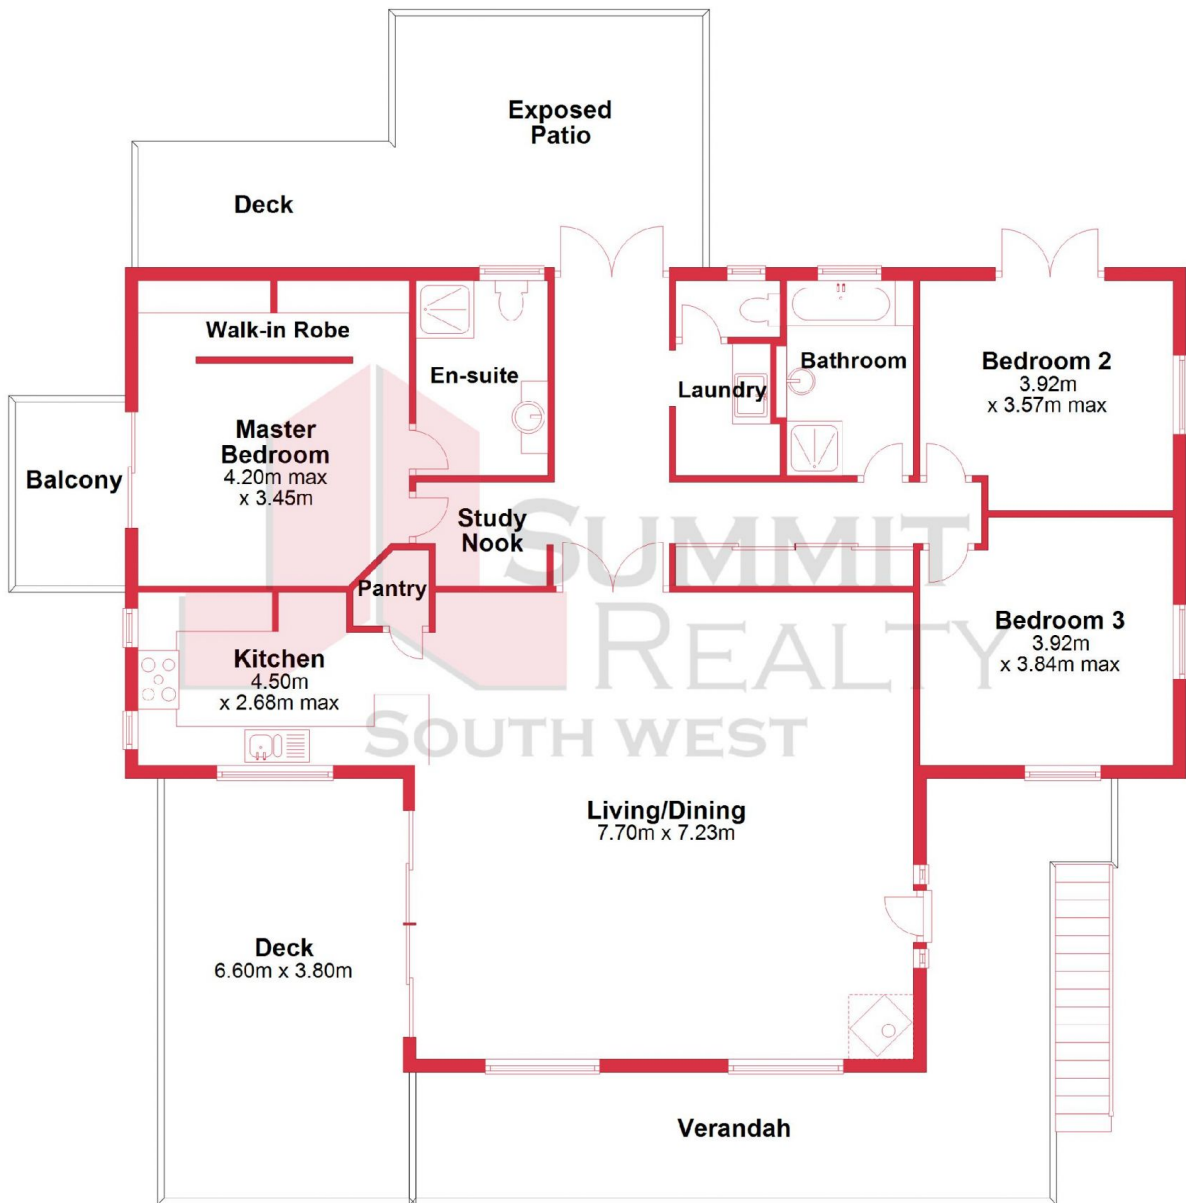 Exposed
Patio
Deck
Walk-in Robe
En-suite
Laundry
Bathroom
Bedroom 2
3.92m
x 3.57m max
Master
Bedroom
4.20m max
x 3.45m
Balcony
Study
Nook
Pantry
SUMMIT
REALTY
SOUTH WEST
Kitchen
4.50m
x 2.68m max
Bedroom 3
3.92m
x 3.84m max
Living/Dining
7.70m x 7.23m
Deck
6.60m x 3.80m
Verandah